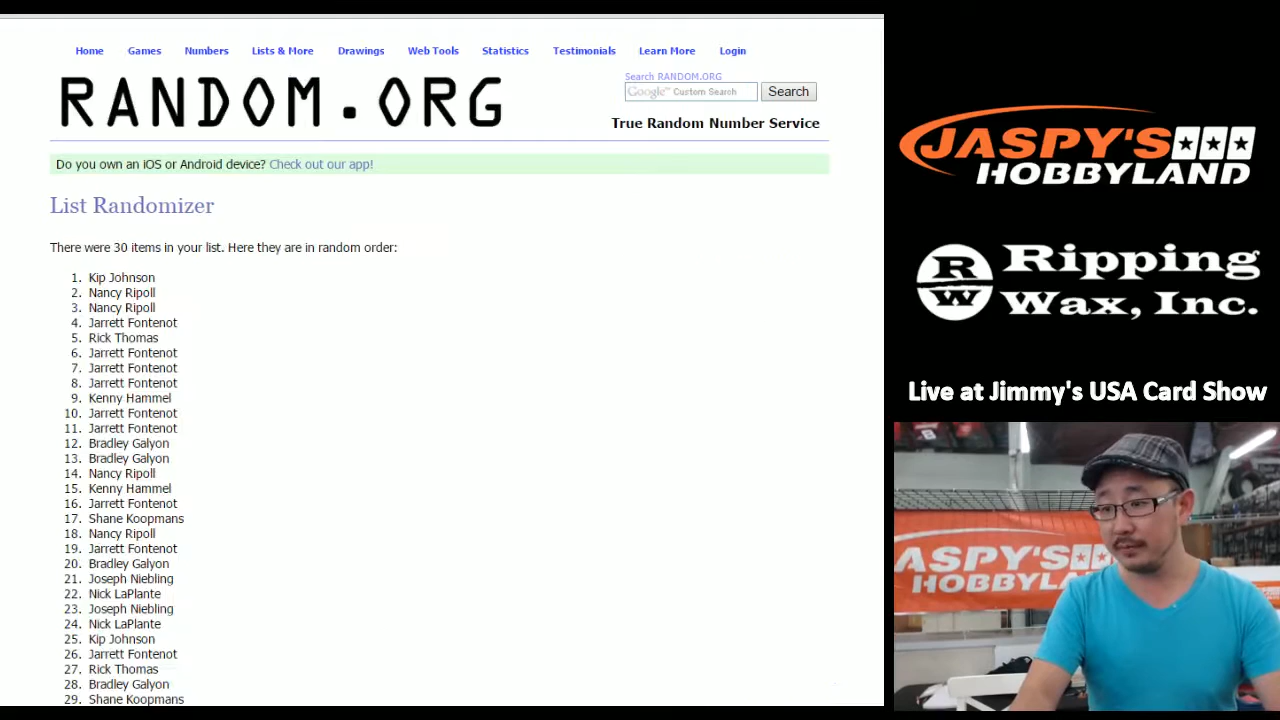 Home Games Numbers Lists & More Drawings Web Tools Statistics Testimonials Learn More Login
RANDOM.ORG
Search RANDOM.ORG
Google™ Custom Search Search
True Random Number Service
Do you own an iOS or Android device? Check out our app!
List Randomizer
There were 30 items in your list. Here they are in random order:
1. Kip Johnson
2. Nancy Ripoll
3. Nancy Ripoll
4. Jarrett Fontenot
5. Rick Thomas
6. Jarrett Fontenot
7. Jarrett Fontenot
8. Jarrett Fontenot
9. Kenny Hammel
10. Jarrett Fontenot
11. Jarrett Fontenot
12. Bradley Galyon
13. Bradley Galyon
14. Nancy Ripoll
15. Kenny Hammel
16. Jarrett Fontenot
17. Shane Koopmans
18. Nancy Ripoll
19. Jarrett Fontenot
20. Bradley Galyon
21. Joseph Niebling
22. Nick LaPlante
23. Joseph Niebling
24. Nick LaPlante
25. Kip Johnson
26. Jarrett Fontenot
27. Rick Thomas
28. Bradley Galyon
29. Shane Koopmans
JASPY'S
HOBBYLAND
RW
Ripping
Wax, Inc.
Live at Jimmy's USA Card Show
ASPY'S
HOBBYLA